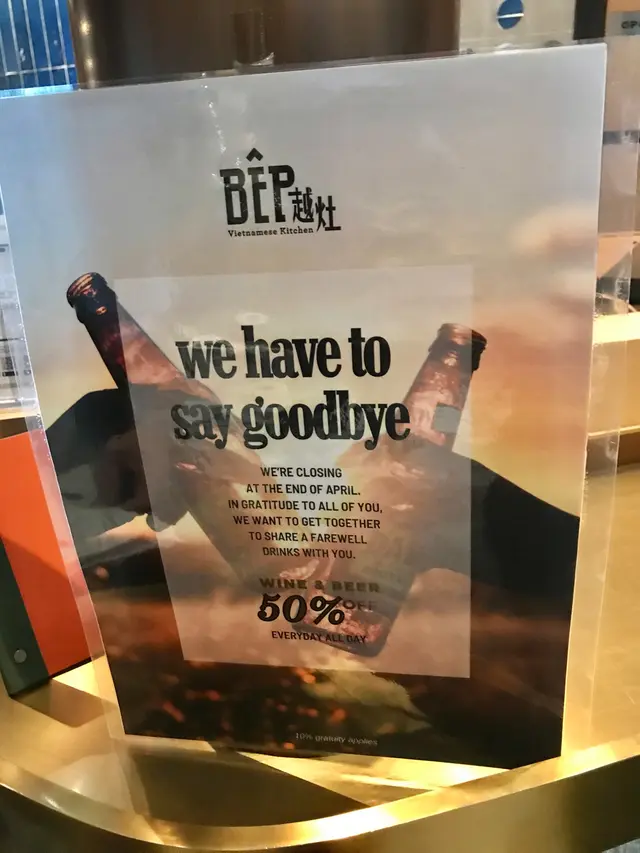 BẾP越灶
Vietnamese Kitchen
we have to
say goodbye
WE'RE CLOSING
AT THE END OF APRIL.
IN GRATITUDE TO ALL OF YOU,
WE WANT TO GET TOGETHER
TO SHARE A FAREWELL
DRINKS WITH YOU.
WINE & BEER
50% OFF
EVERYDAY ALL DAY
10% gratuity applies